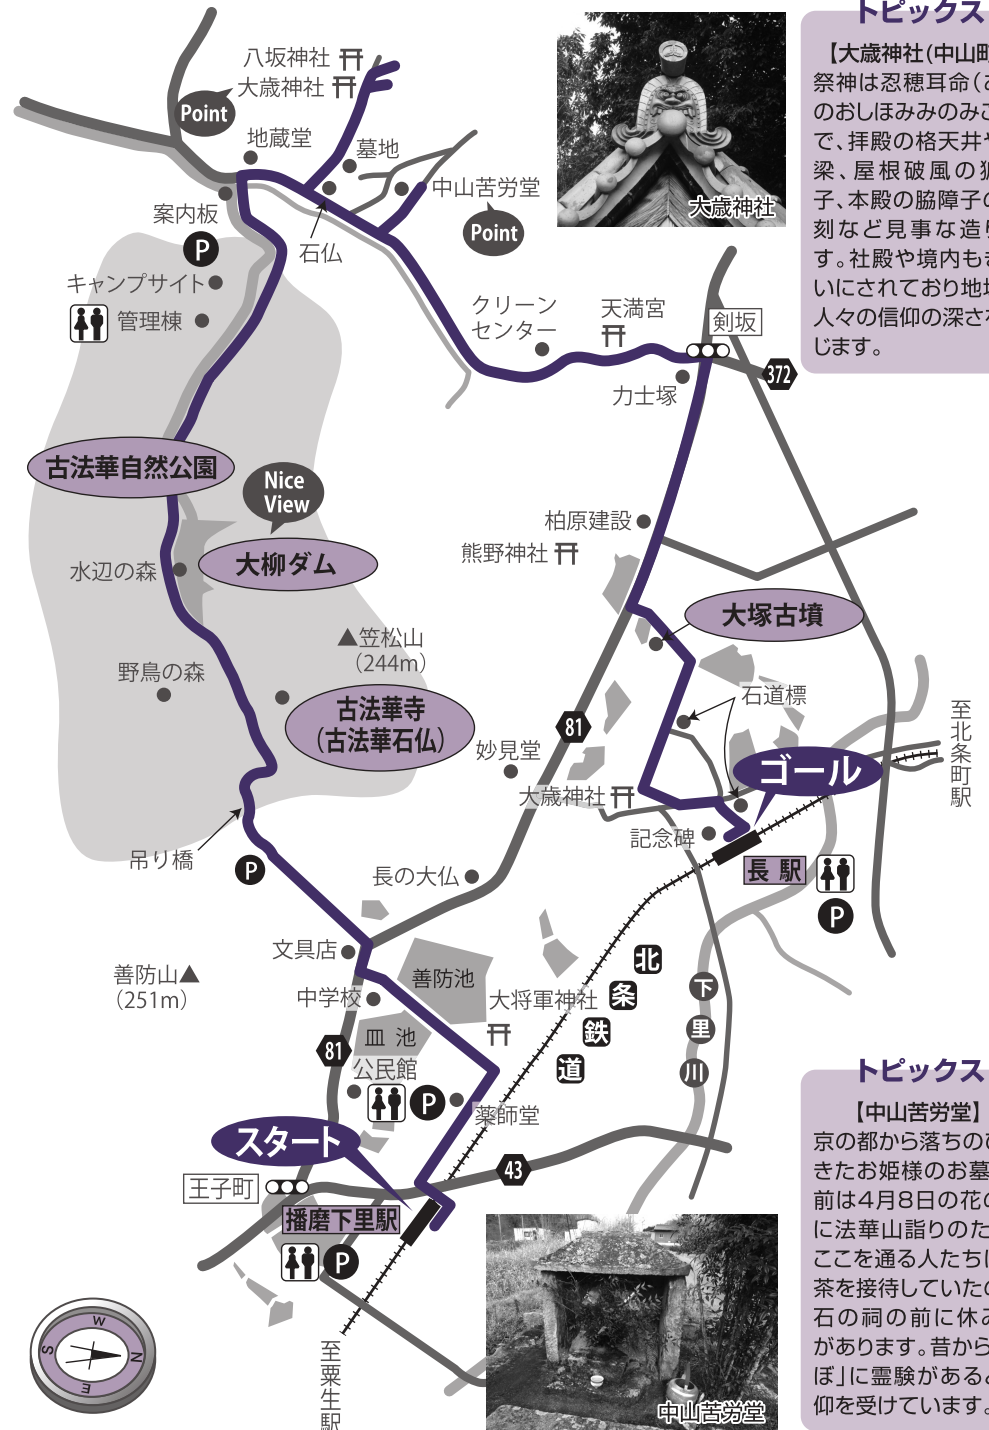 八坂神社
大歳神社
Point
地蔵堂
墓地
中山苦労堂
Point
案内板
P
石仏
キャンプサイト
管理棟
クリーン
センター
天満宮
剣坂
372
力士塚
古法華自然公園
Nice
View
大柳ダム
水辺の森
柏原建設
熊野神社
大塚古墳
▲笠松山
(244m)
野鳥の森
古法華寺
(古法華石仏)
石道標
81
妙見堂
大歳神社
ゴール
至北条町駅
記念碑
長 駅
P
吊り橋
P
長の大仏
文具店
善防山▲
(251m)
善防池
中学校
大将軍神社
皿 池
81
公民館
P
薬師堂
北条鉄道
下里川
スタート
43
王子町
播磨下里駅
P
至粟生駅
W
N
S
E
大歳神社
中山苦労堂
トピックス
【大歳神社(中山町
祭神は忍穂耳命(あ
のおしほみみのみこ
で、拝殿の格天井や
梁、屋根破風の獅
子、本殿の脇障子の
刻など見事な造り
す。社殿や境内もき
いにされており地域
人々の信仰の深さを
じます。
トピックス
【中山苦労堂】
京の都から落ちのび
きたお姫様のお墓
前は4月8日の花の
に法華山詣りのた
ここを通る人たちに
茶を接待していたの
石の祠の前に休み
があります。昔から
ぼ」に霊験があると
仰を受けています。